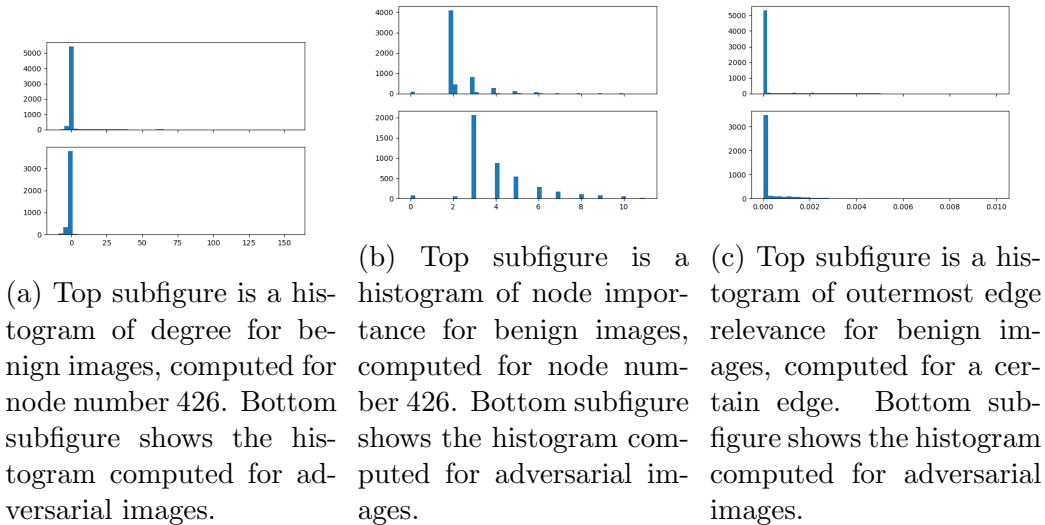 5000
4000
3000
2000
1000
0
3000
2000
1000
0
0
25
50
75
100
125
150
(a) Top subfigure is a his-
togram of degree for be-
nign images, computed for
node number 426. Bottom
subfigure shows the his-
togram computed for ad-
versarial images.
4000
3000
2000
1000
0
2000
1500
1000
500
0
0
2
4
6
8
10
(b) Top subfigure is a
histogram of node impor-
tance for benign images,
computed for node num-
ber 426. Bottom subfigure
shows the histogram com-
puted for adversarial im-
ages.
5000
4000
3000
2000
1000
0
3000
2000
1000
0
0.000
0.002
0.004
0.006
0.008
0.010
(c) Top subfigure is a his-
togram of outermost edge
relevance for benign im-
ages, computed for a cer-
tain edge. Bottom sub-
figure shows the histogram
computed for adversarial
images.